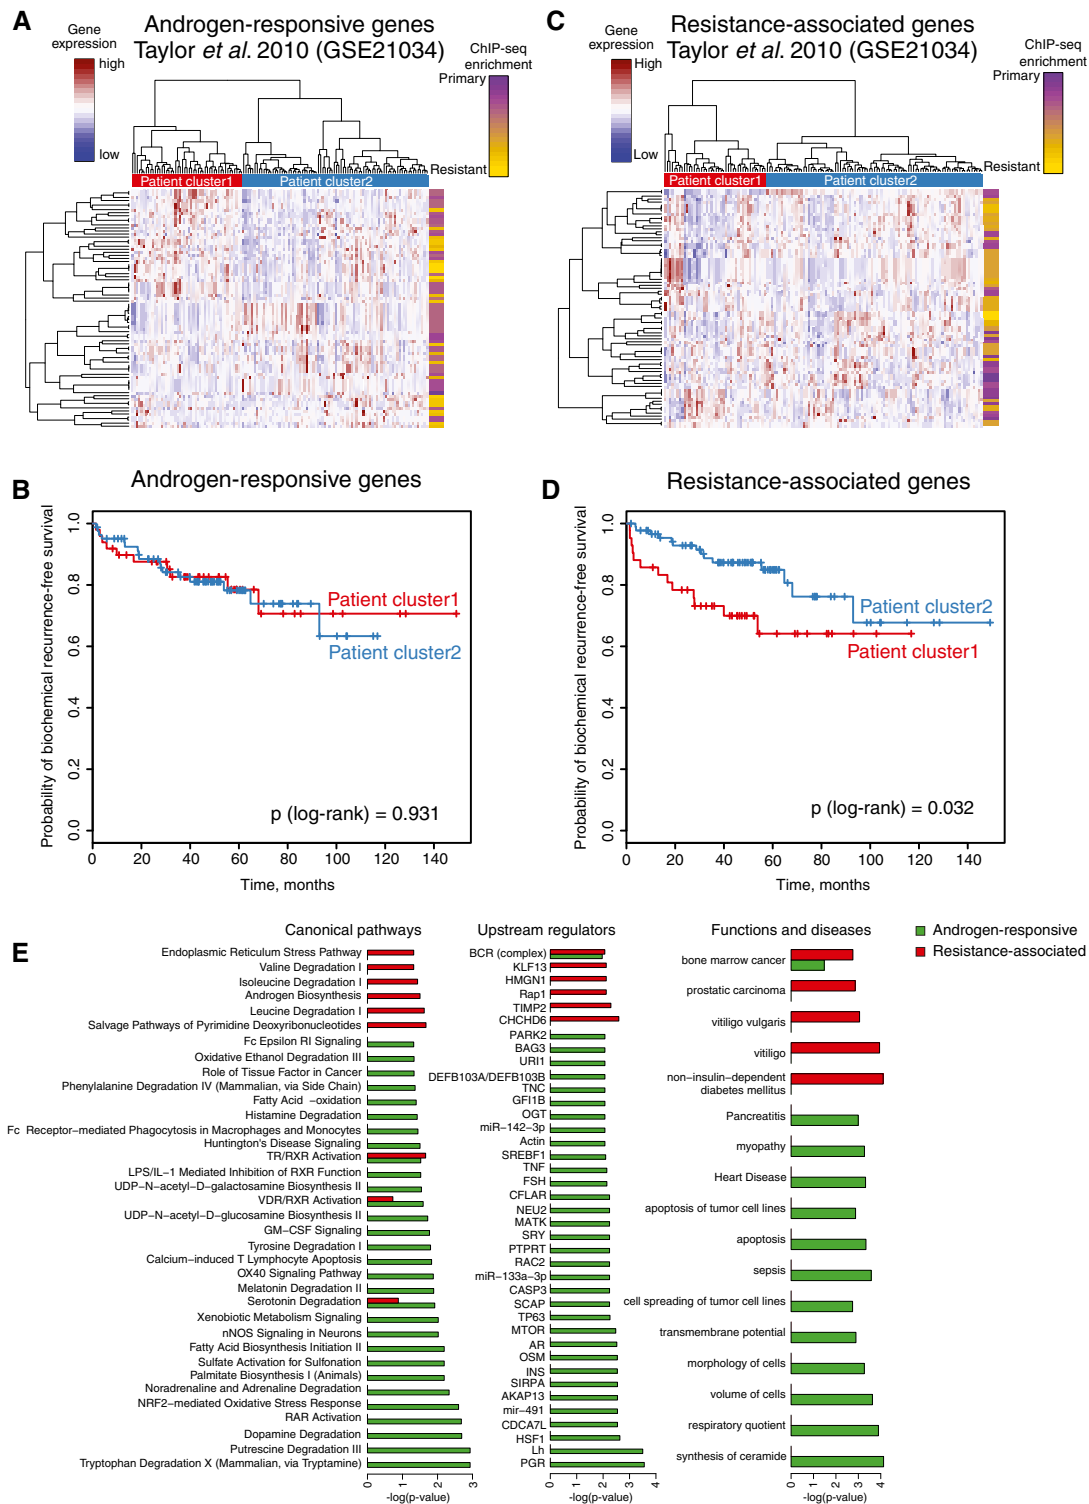 A
Androgen-responsive genes
Taylor et al. 2010 (GSE21034)
Gene
expression
high
low
ChIP-seq
enrichment
Primary
Resistant
Patient cluster1
Patient cluster2
C
Resistance-associated genes
Taylor et al. 2010 (GSE21034)
Gene
expression
High
Low
ChIP-seq
enrichment
Primary
Resistant
Patient cluster1
Patient cluster2
B
Androgen-responsive genes
Probability of biochemical recurrence-free survival
1.0
0.8
0.6
0.4
0.2
0.0
Patient cluster1
Patient cluster2
p (log-rank) = 0.931
0 20 40 60 80 100 120 140
Time, months
D
Resistance-associated genes
Probability of biochemical recurrence-free survival
1.0
0.8
0.6
0.4
0.2
0.0
Patient cluster2
Patient cluster1
p (log-rank) = 0.032
0 20 40 60 80 100 120 140
Time, months
E
Canonical pathways
Endoplasmic Reticulum Stress Pathway
Valine Degradation I
Isoleucine Degradation I
Androgen Biosynthesis
Leucine Degradation I
Salvage Pathways of Pyrimidine Deoxyribonucleotides
Fc Epsilon RI Signaling
Oxidative Ethanol Degradation III
Role of Tissue Factor in Cancer
Phenylalanine Degradation IV (Mammalian, via Side Chain)
Fatty Acid −oxidation
Histamine Degradation
Fc Receptor−mediated Phagocytosis in Macrophages and Monocytes
Huntington's Disease Signaling
TR/RXR Activation
LPS/IL−1 Mediated Inhibition of RXR Function
UDP−N−acetyl−D−galactosamine Biosynthesis II
VDR/RXR Activation
UDP−N−acetyl−D−glucosamine Biosynthesis II
GM−CSF Signaling
Tyrosine Degradation I
Calcium−induced T Lymphocyte Apoptosis
OX40 Signaling Pathway
Melatonin Degradation II
Serotonin Degradation
Xenobiotic Metabolism Signaling
nNOS Signaling in Neurons
Fatty Acid Biosynthesis Initiation II
Sulfate Activation for Sulfonation
Palmitate Biosynthesis I (Animals)
Noradrenaline and Adrenaline Degradation
NRF2−mediated Oxidative Stress Response
RAR Activation
Dopamine Degradation
Putrescine Degradation III
Tryptophan Degradation X (Mammalian, via Tryptamine)
0 1 2 3
-log(p-value)
Upstream regulators
BCR (complex)
KLF13
HMGN1
Rap1
TIMP2
CHCHD6
PARK2
BAG3
URI1
DEFB103A/DEFB103B
TNC
GFI1B
OGT
miR−142−3p
Actin
SREBF1
TNF
FSH
CFLAR
NEU2
MATK
SRY
PTPRT
RAC2
miR−133a−3p
CASP3
SCAP
TP63
MTOR
AR
OSM
INS
SIRPA
AKAP13
mir−491
CDCA7L
HSF1
Lh
PGR
0 1 2 3 4
-log(p-value)
Functions and diseases
bone marrow cancer
prostatic carcinoma
vitiligo vulgaris
vitiligo
non−insulin−dependent
diabetes mellitus
Pancreatitis
myopathy
Heart Disease
apoptosis of tumor cell lines
apoptosis
sepsis
cell spreading of tumor cell lines
transmembrane potential
morphology of cells
volume of cells
respiratory quotient
synthesis of ceramide
0 1 2 3 4
-log(p-value)
Androgen-responsive
Resistance-associated